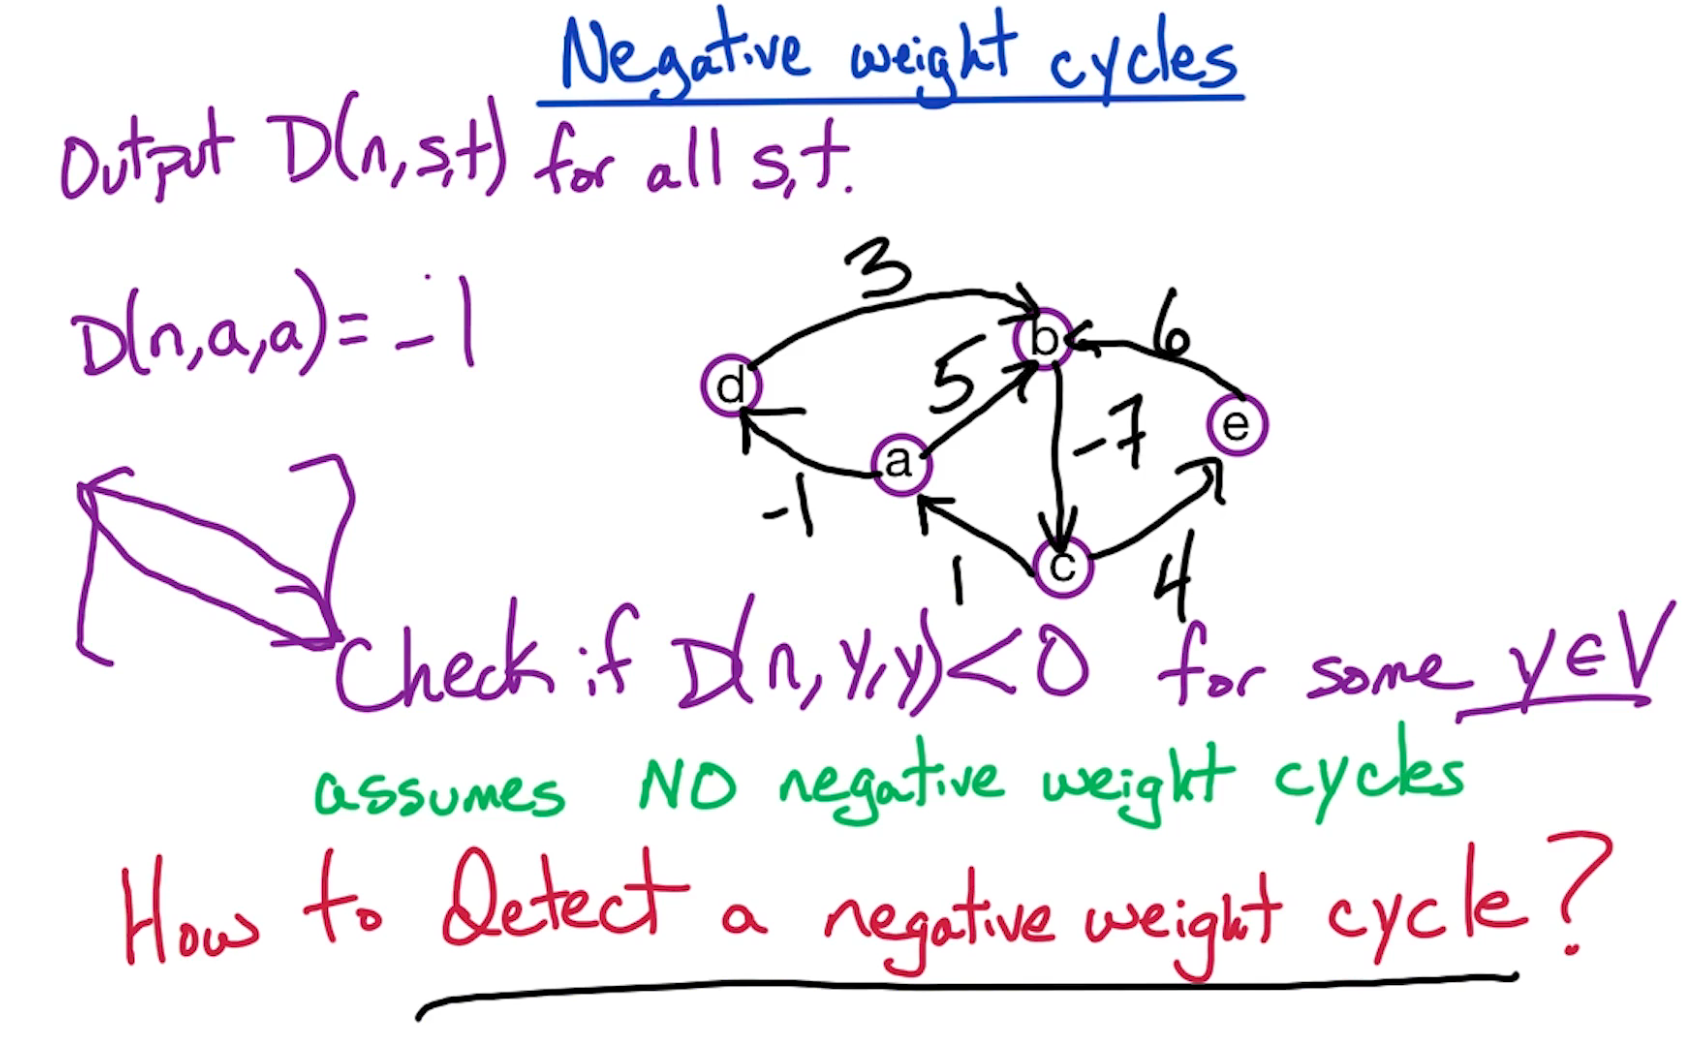 Negative weight cycles
Output D(n,s,t) for all s,t.
D(n,a,a)= -1
3
b
6
5
d
-7
e
a
-1
c
1
4
Check if D(n,y,y)<0 for some y∈V
assumes NO negative weight cycles
How to Detect a negative weight cycle?